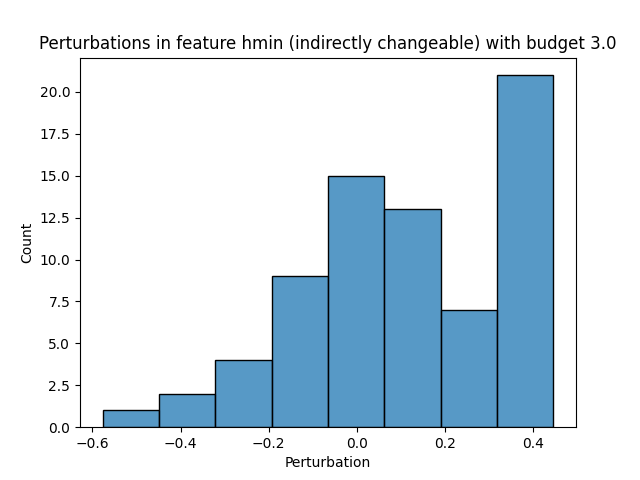 Perturbations in feature hmin (indirectly changeable) with budget 3.0
20.0
17.5
15.0
12.5
10.0
7.5
5.0
2.5
0.0
Count
−0.6 −0.4 −0.2 0.0 0.2 0.4
Perturbation